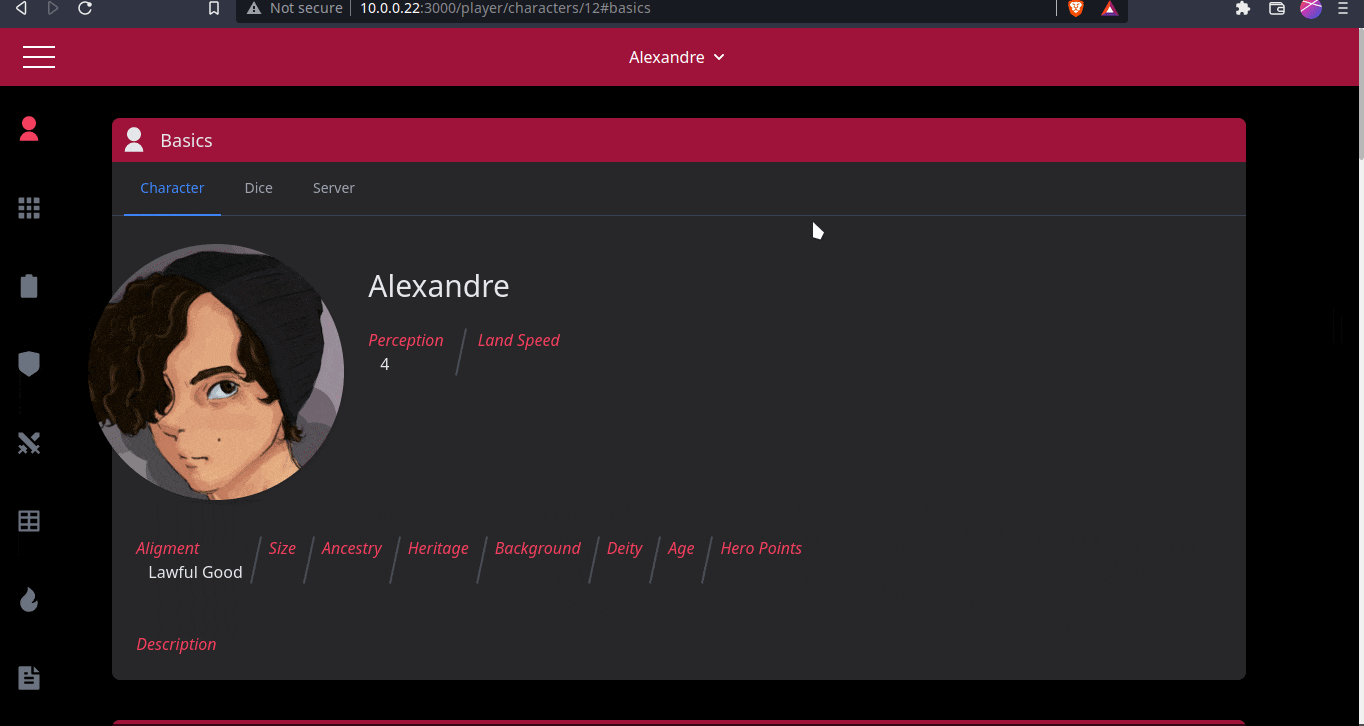 Not secure 10.0.0.22:3000/player/characters/12#basics
Alexandre
Basics
Character Dice Server
Alexandre
Perception Land Speed
4
Aligment Size Ancestry Heritage Background Deity Age Hero Points
Lawful Good
Description